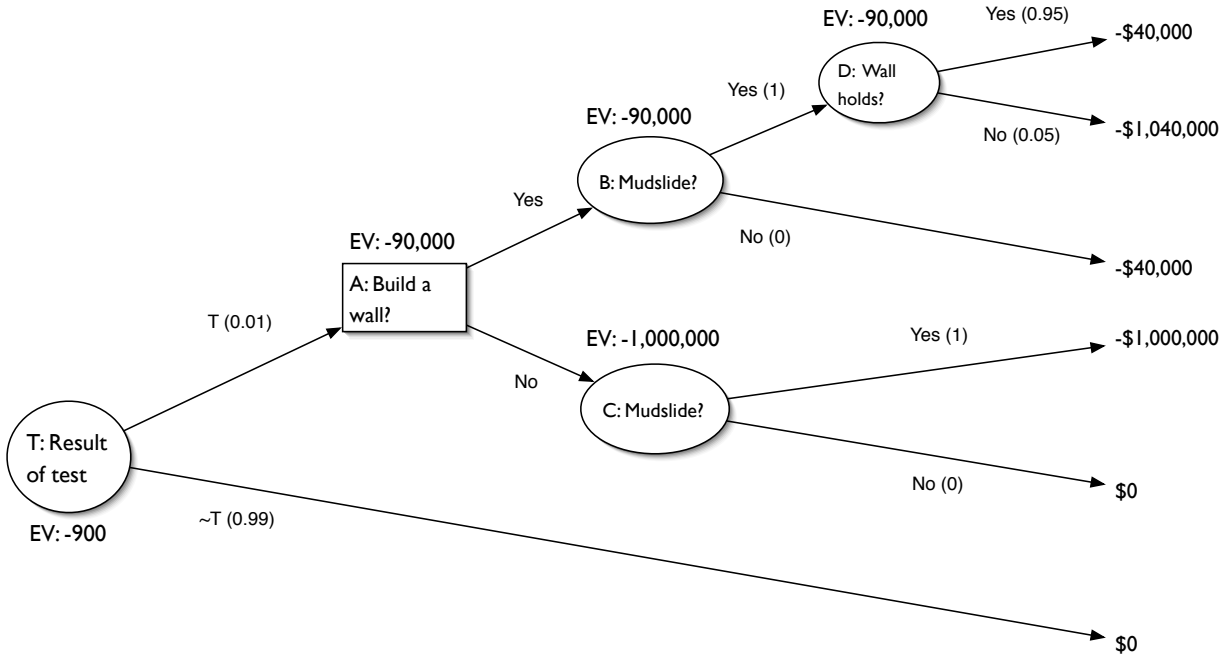 EV: -90,000
Yes (0.95)
-$40,000
D: Wall
holds?
Yes (1)
No (0.05)
-$1,040,000
EV: -90,000
B: Mudslide?
Yes
No (0)
-$40,000
EV: -90,000
A: Build a
wall?
T (0.01)
EV: -1,000,000
Yes (1)
-$1,000,000
No
C: Mudslide?
No (0)
$0
T: Result
of test
~T (0.99)
EV: -900
$0